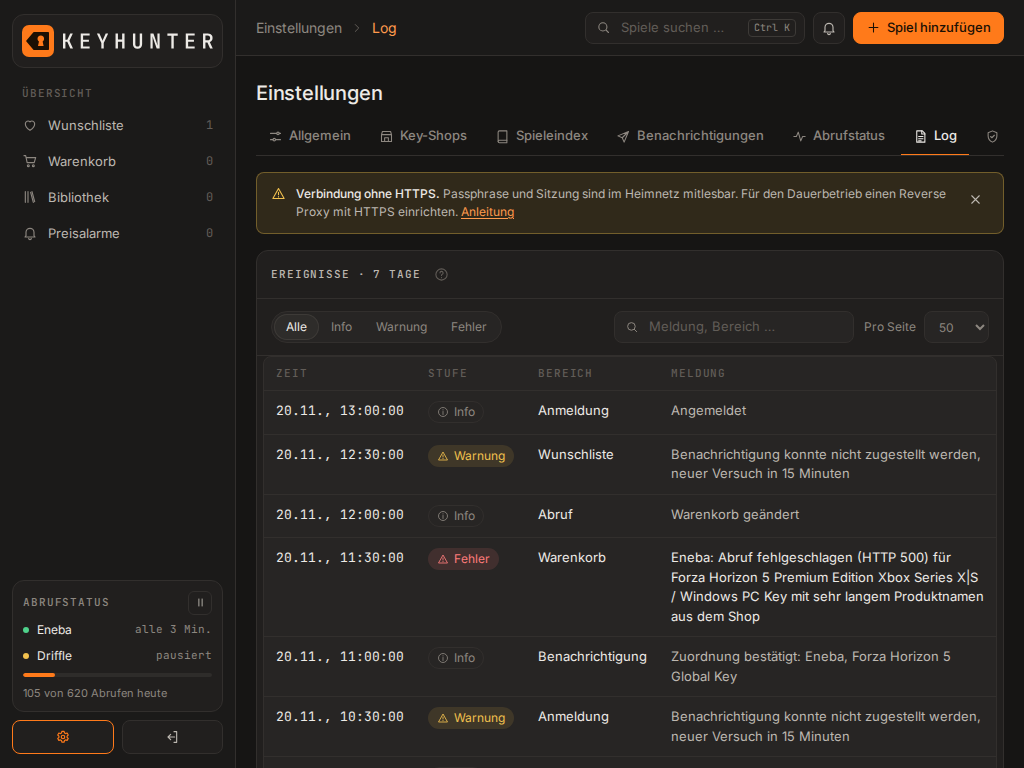 KEYHUNTER
ÜBERSICHT
Wunschliste 1
Warenkorb 0
Bibliothek 0
Preisalarme 0
ABRUFSTATUS
Eneba alle 3 Min.
Driffle pausiert
105 von 620 Abrufen heute
Einstellungen > Log
Spiele suchen ... Ctrl K
+ Spiel hinzufügen
Einstellungen
Allgemein Key-Shops Spieleindex Benachrichtigungen Abrufstatus Log
Verbindung ohne HTTPS. Passphrase und Sitzung sind im Heimnetz mitlesbar. Für den Dauerbetrieb einen Reverse
Proxy mit HTTPS einrichten. Anleitung
EREIGNISSE · 7 TAGE
Alle Info Warnung Fehler
Meldung, Bereich ... Pro Seite 50
ZEIT STUFE BEREICH MELDUNG
20.11., 13:00:00 Info Anmeldung Angemeldet
20.11., 12:30:00 Warnung Wunschliste Benachrichtigung konnte nicht zugestellt werden,
neuer Versuch in 15 Minuten
20.11., 12:00:00 Info Abruf Warenkorb geändert
20.11., 11:30:00 Fehler Warenkorb Eneba: Abruf fehlgeschlagen (HTTP 500) für
Forza Horizon 5 Premium Edition Xbox Series X|S
/ Windows PC Key mit sehr langem Produktnamen
aus dem Shop
20.11., 11:00:00 Info Benachrichtigung Zuordnung bestätigt: Eneba, Forza Horizon 5
Global Key
20.11., 10:30:00 Warnung Anmeldung Benachrichtigung konnte nicht zugestellt werden,
neuer Versuch in 15 Minuten